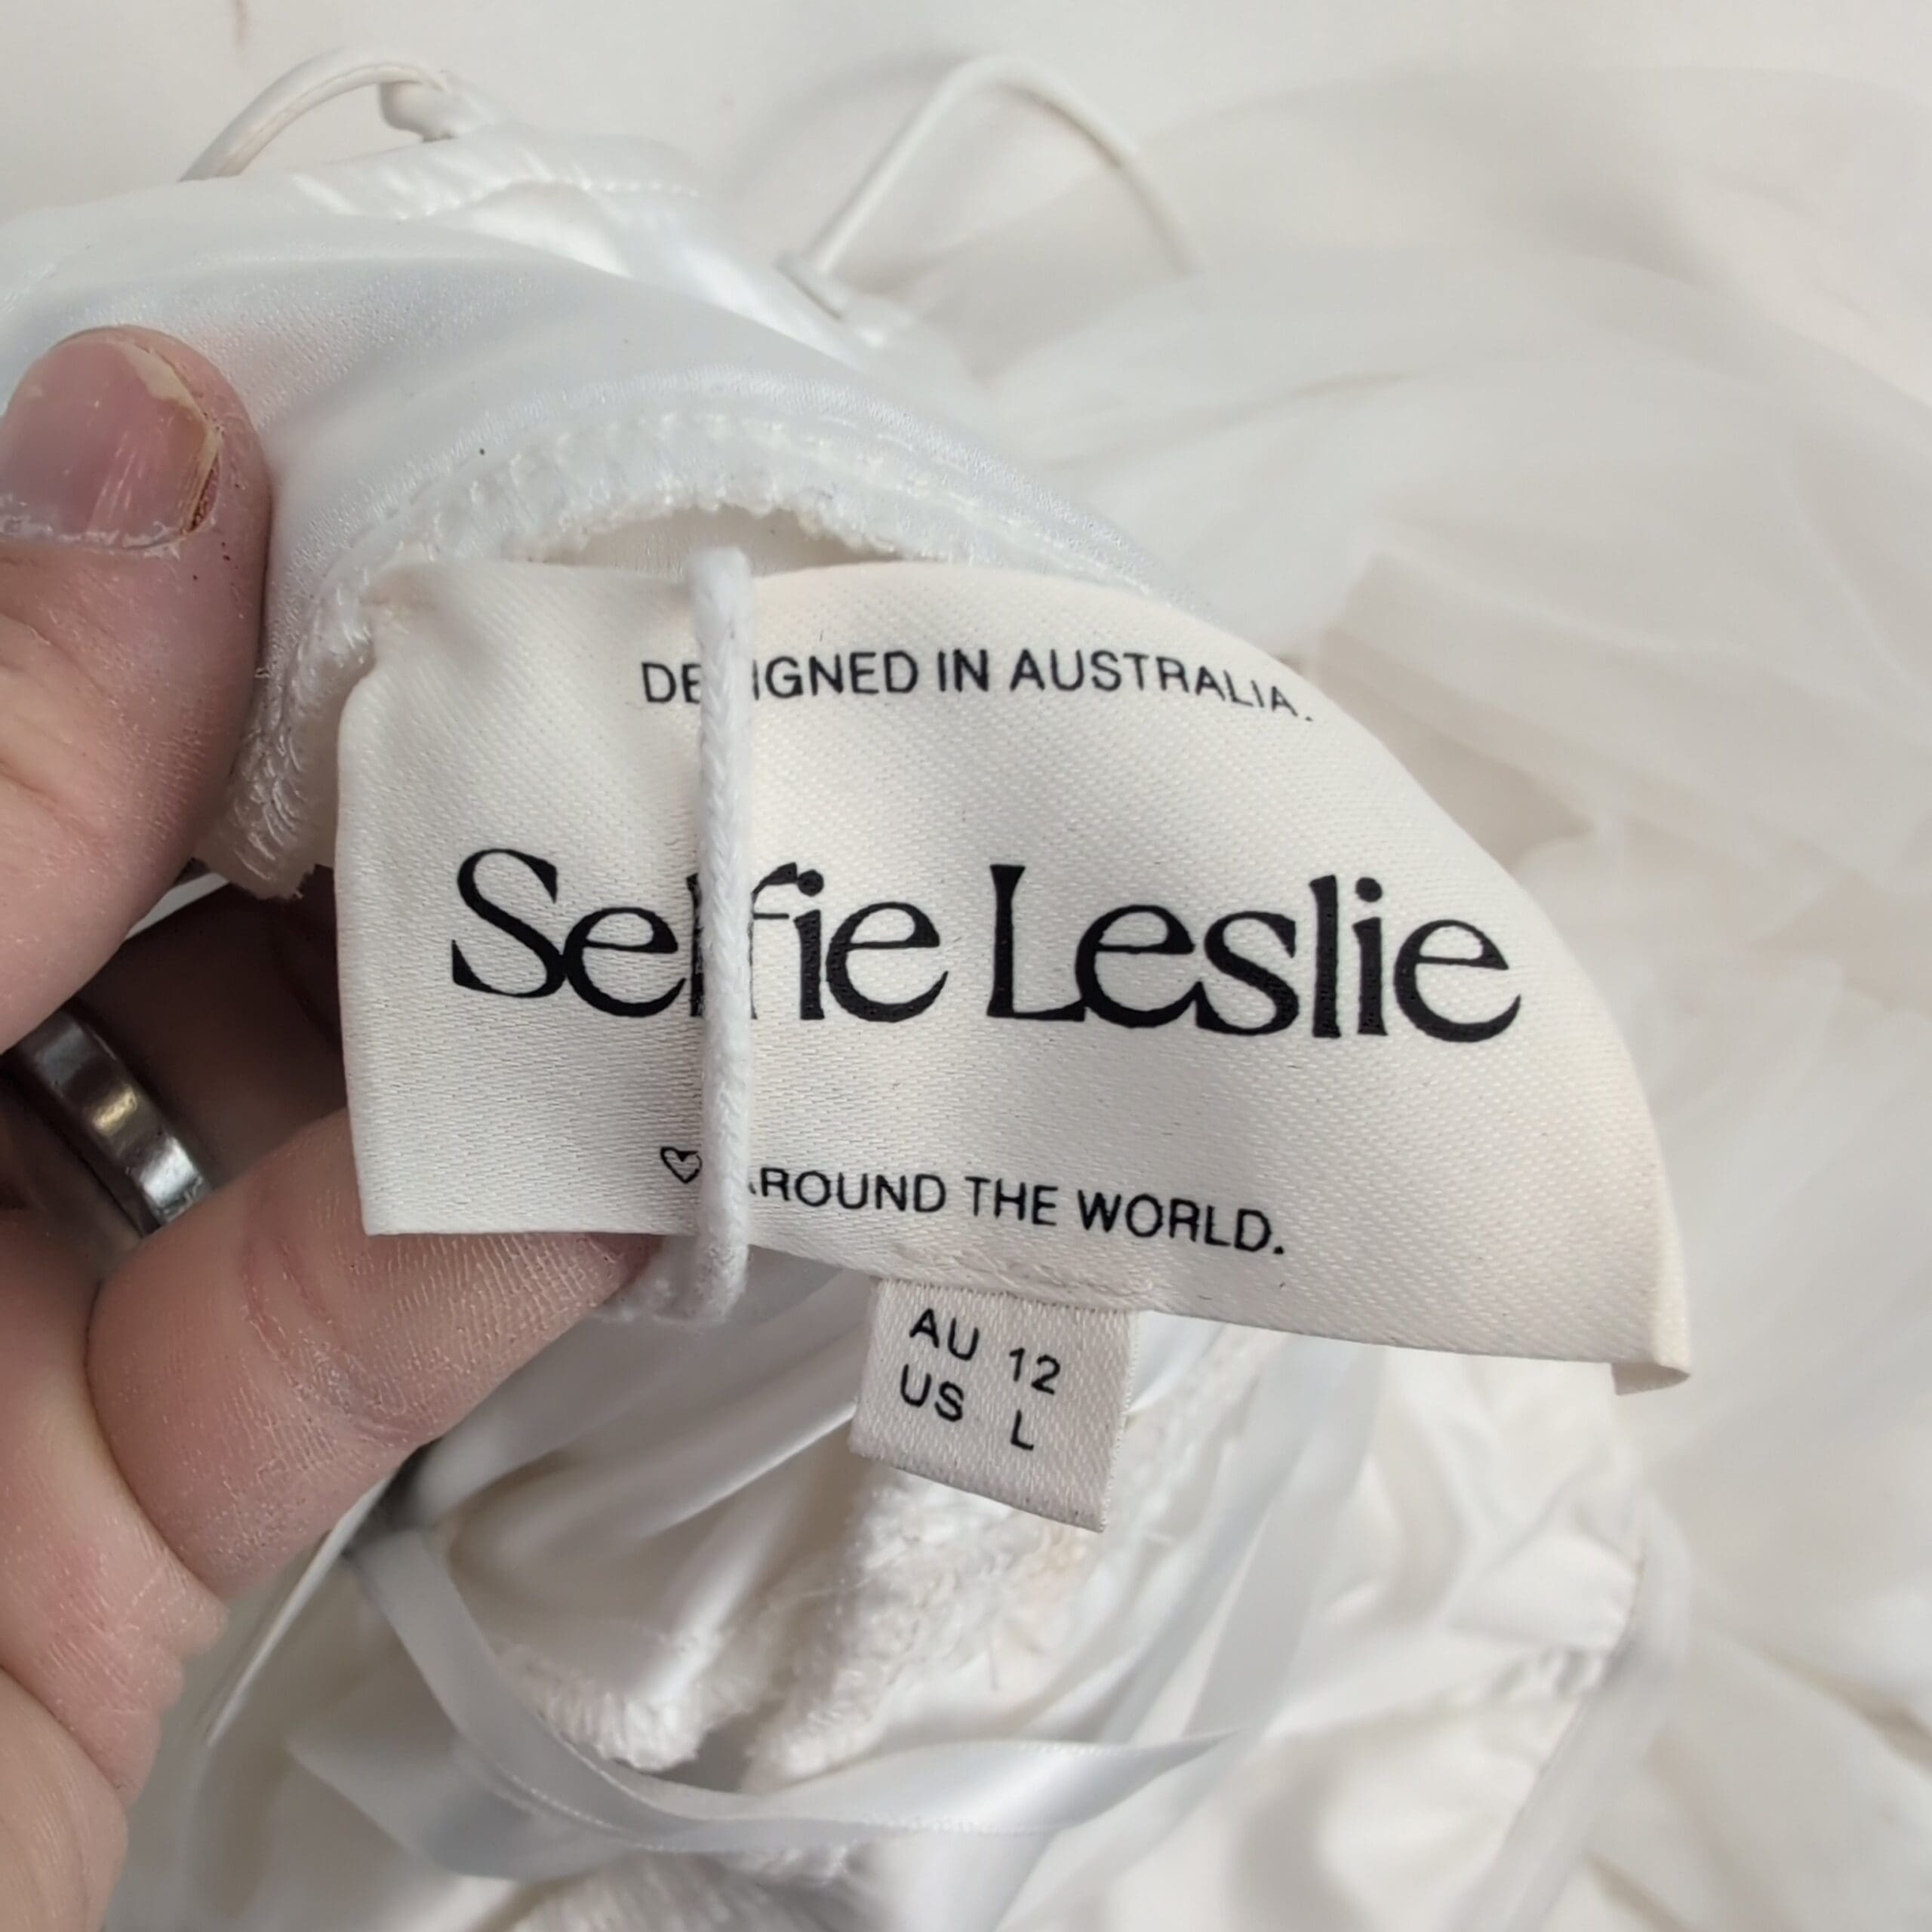 DESIGNED IN AUSTRALIA.
Selfie Leslie
♡ AROUND THE WORLD.
AU 12
US L